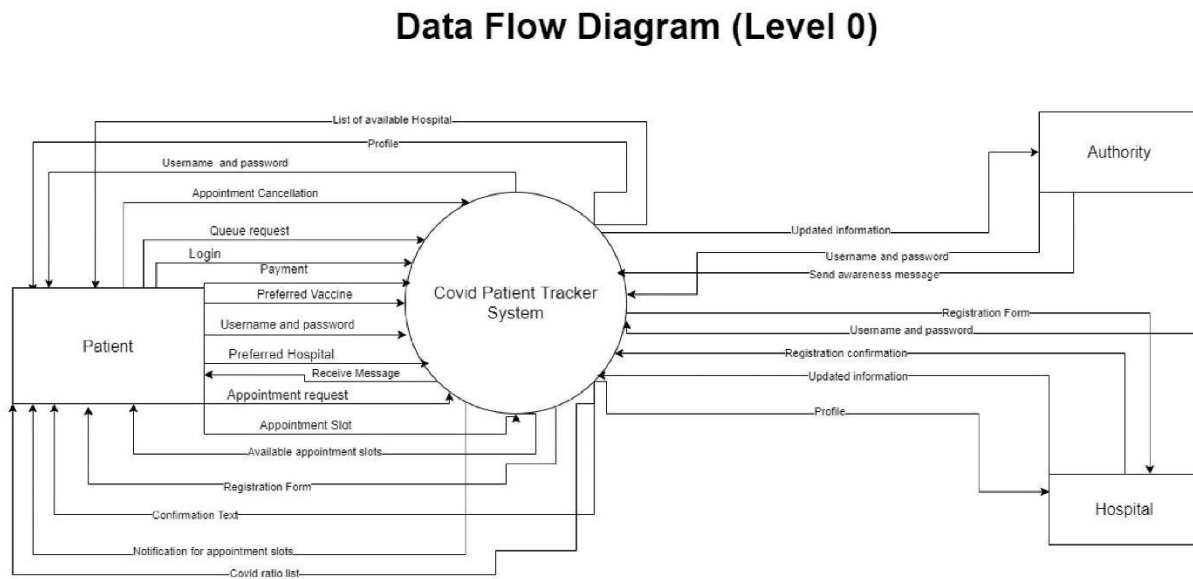 Data Flow Diagram (Level 0)
List of available Hospital
Profile
Username and password
Appointment Cancellation
Queue request
Login
Payment
Preferred Vaccine
Username and password
Preferred Hospital
Receive Message
Appointment request
Appointment Slot
Available appointment slots
Registration Form
Confirmation Text
Notification for appointment slots
Covid ratio list
Patient
Covid Patient Tracker
System
Authority
Updated information
Username and password
Send awareness message
Registration Form
Username and password
Registration confirmation
Updated information
Profile
Hospital